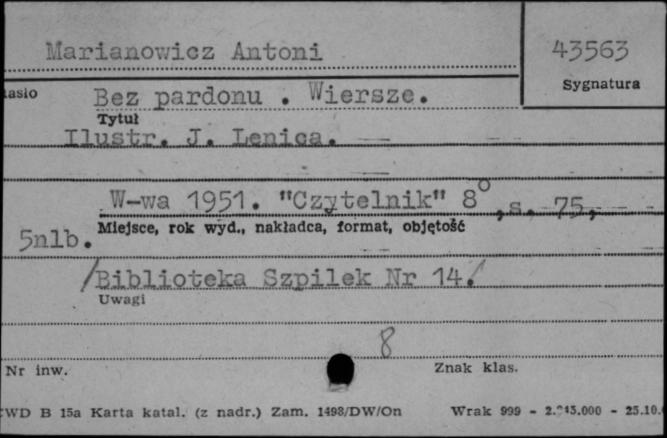 Marianowicz Antoni 43563
Sygnatura
Bez pardonu . Wiersze.
Tytuł
Ilustr. J. Lenica.
W-wa 1951. "Czytelnik" 8° , s. 75,
Miejsce, rok wyd., nakładca, format, objętość
5nlb.
/Biblioteka Szpilek Nr 14./
Uwagi
8
Nr inw. Znak klas.
WD B 15a Karta katal. (z nadr.) Zam. 1498/DW/On Wrak 999 - 25.10.